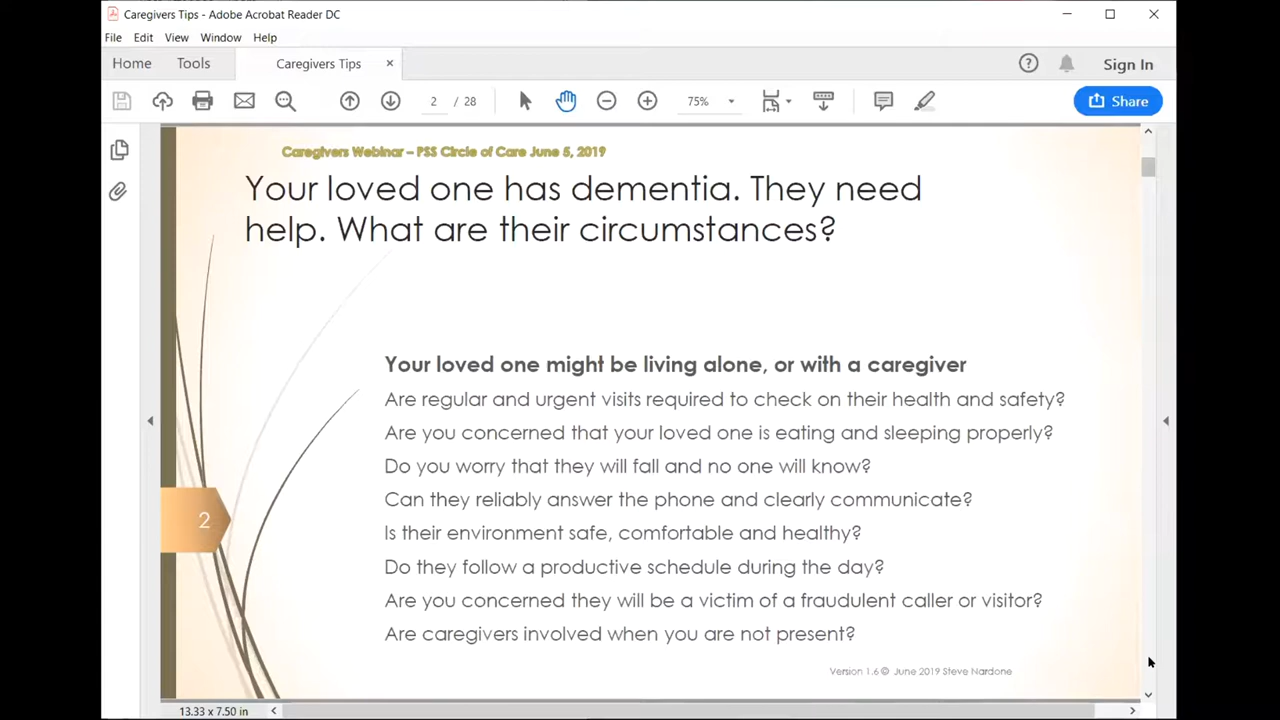 Caregivers Tips - Adobe Acrobat Reader DC
File Edit View Window Help
Home Tools Caregivers Tips × Sign In
2 / 28 75% Share
Caregivers Webinar – PSS Circle of Care June 5, 2019
Your loved one has dementia. They need
help. What are their circumstances?
Your loved one might be living alone, or with a caregiver
Are regular and urgent visits required to check on their health and safety?
Are you concerned that your loved one is eating and sleeping properly?
Do you worry that they will fall and no one will know?
Can they reliably answer the phone and clearly communicate?
2
Is their environment safe, comfortable and healthy?
Do they follow a productive schedule during the day?
Are you concerned they will be a victim of a fraudulent caller or visitor?
Are caregivers involved when you are not present?
Version 1.6 © June 2019 Steve Nardone
13.33 x 7.50 in